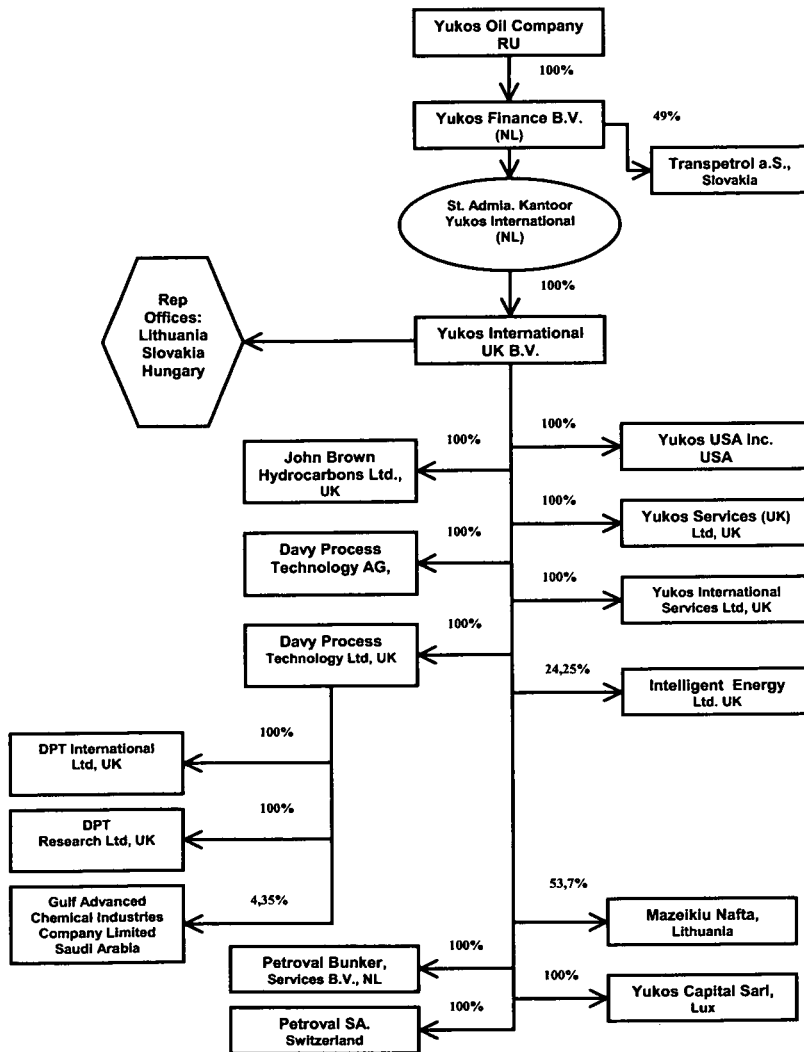 Yukos Oil Company
RU
100%
Yukos Finance B.V.
(NL)
49%
Transpetrol a.S.,
Slovakia
St. Admia. Kantoor
Yukos International
(NL)
100%
Rep
Offices:
Lithuania
Slovakia
Hungary
Yukos International
UK B.V.
100%
John Brown
Hydrocarbons Ltd.,
UK
100%
Yukos USA Inc.
USA
100%
Davy Process
Technology AG,
100%
Yukos Services (UK)
Ltd, UK
100%
Yukos International
Services Ltd, UK
100%
Davy Process
Technology Ltd, UK
24,25%
Intelligent Energy
Ltd. UK
100%
DPT International
Ltd, UK
100%
DPT
Research Ltd, UK
4,35%
Gulf Advanced
Chemical Industries
Company Limited
Saudi Arabia
53,7%
Mazeikiu Nafta,
Lithuania
100%
Petroval Bunker,
Services B.V., NL
100%
Yukos Capital Sarl,
Lux
100%
Petroval SA.
Switzerland